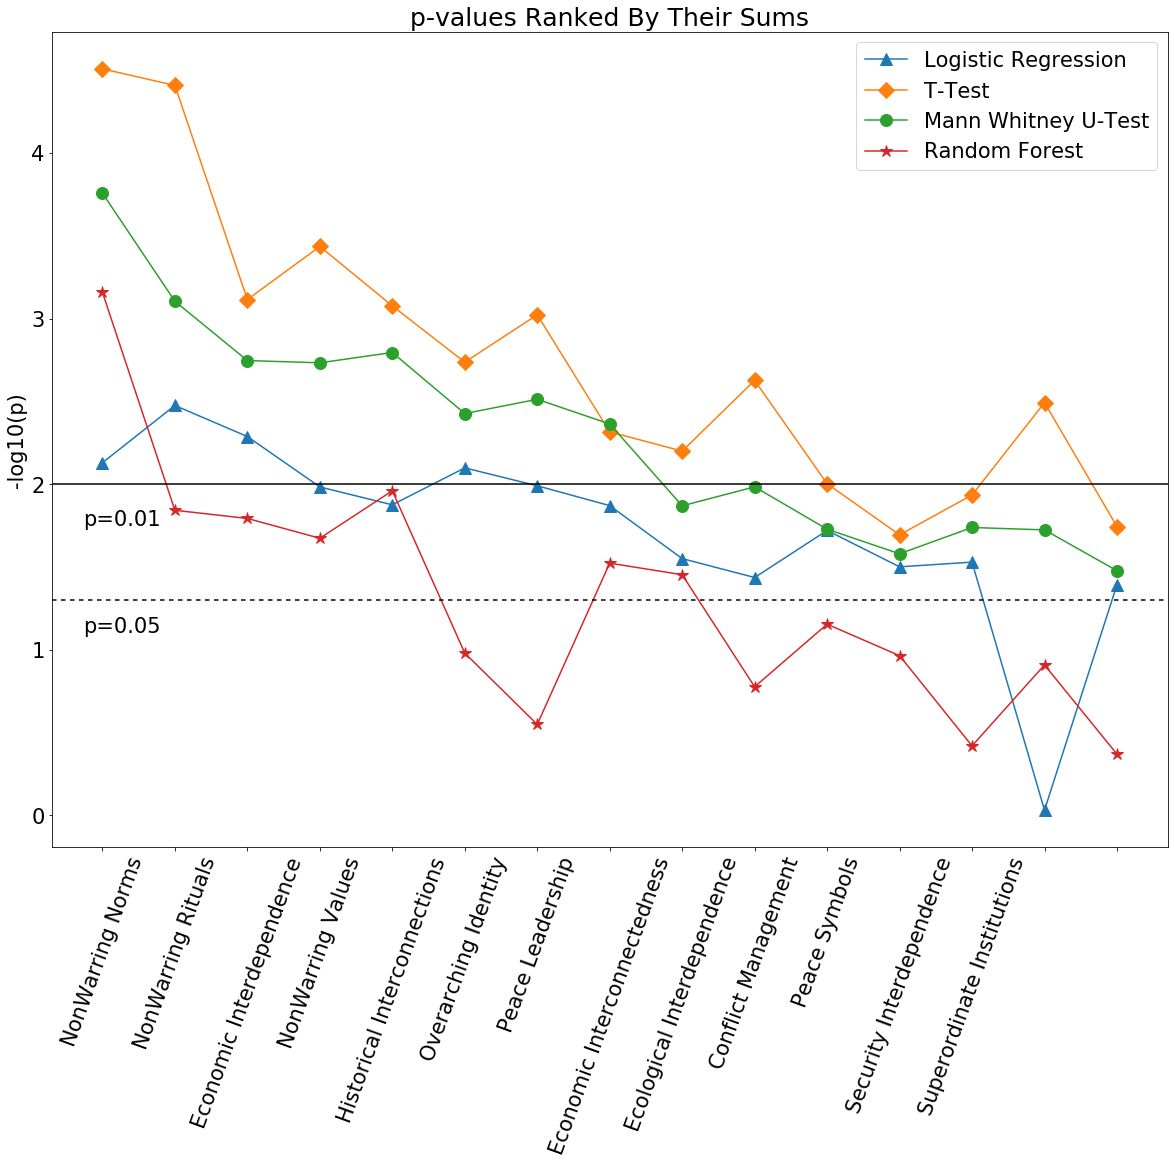 p-values Ranked By Their Sums
Logistic Regression
T-Test
Mann Whitney U-Test
Random Forest
-log10(p)
4
3
2
1
0
p=0.01
p=0.05
NonWarring Norms
NonWarring Rituals
Economic Interdependence
NonWarring Values
Historical Interconnections
Overarching Identity
Peace Leadership
Economic Interconnectedness
Ecological Interdependence
Conflict Management
Peace Symbols
Security Interdependence
Superordinate Institutions